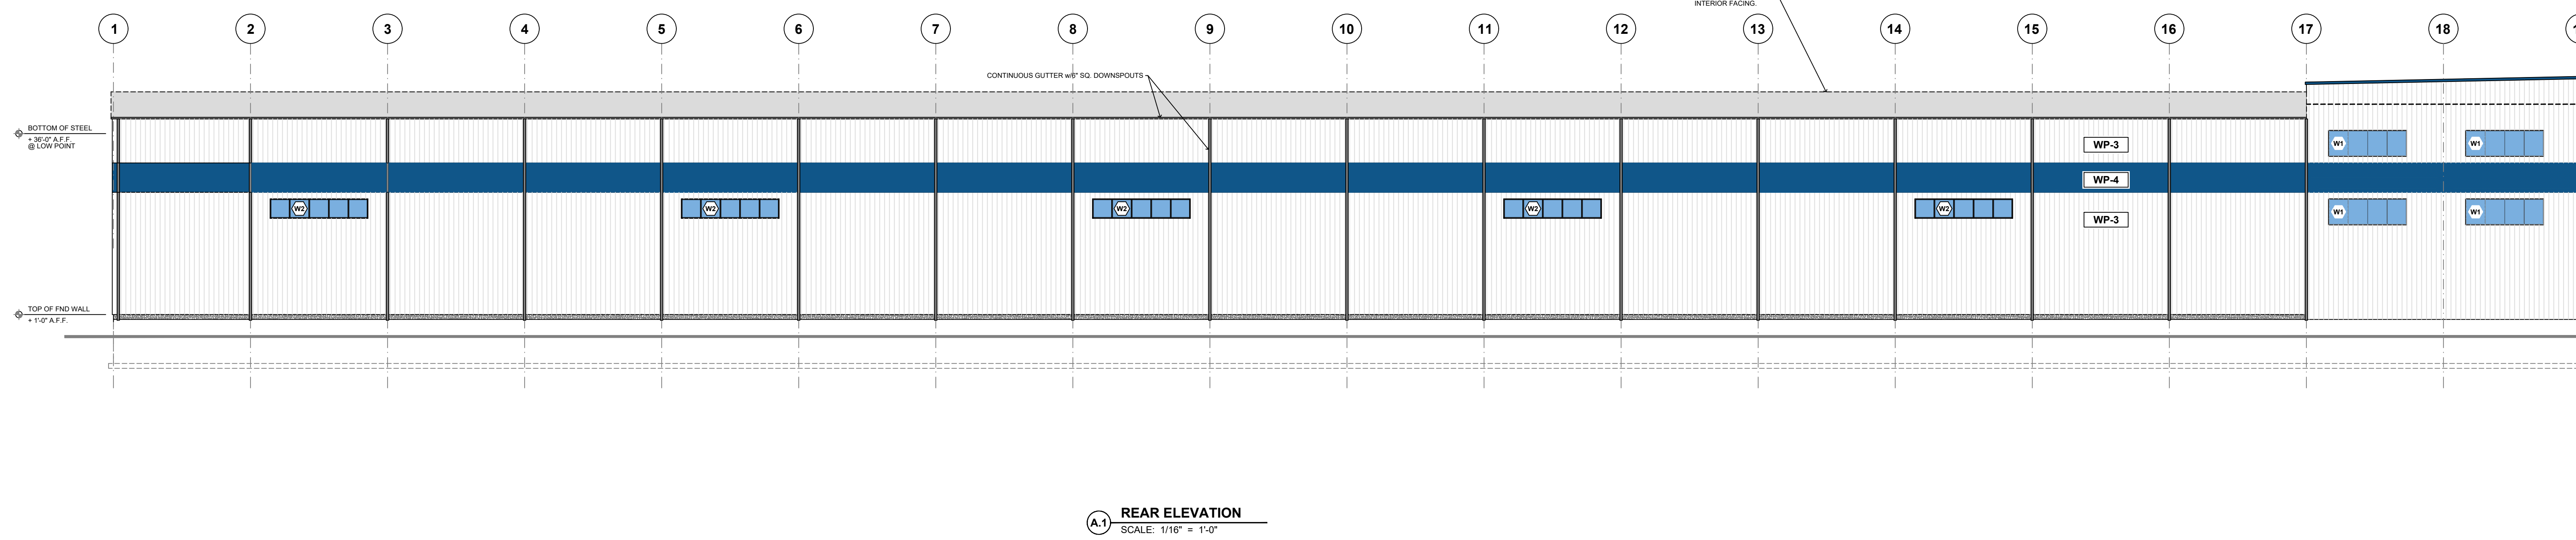 INTERIOR FACING.
1 2 3 4 5 6 7 8 9 10 11 12 13 14 15 16 17 18
CONTINUOUS GUTTER w/6" SQ. DOWNSPOUTS
BOTTOM OF STEEL
+ 36'-0" A.F.F.
@ LOW POINT
WP-3
W1 W1
WP-4
W2 W2 W2 W2 W2
W1 W1
WP-3
TOP OF FND WALL
+ 1'-0" A.F.F.
A.1
REAR ELEVATION
SCALE: 1/16" = 1'-0"